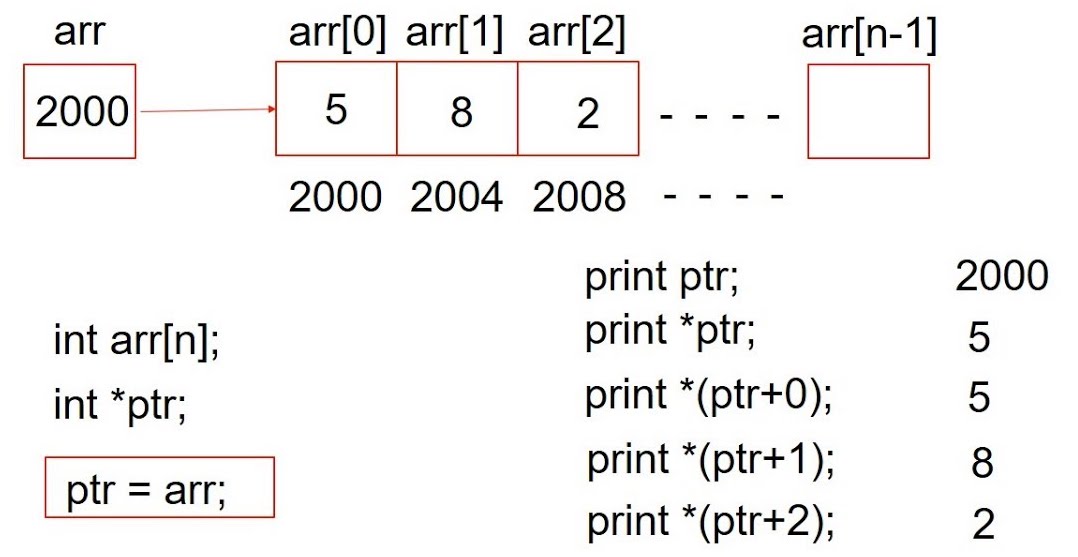 arr arr[0] arr[1] arr[2] arr[n-1]
2000 5 8 2 - - - -
2000 2004 2008 - - - -
print ptr; 2000
int arr[n]; print *ptr; 5
int *ptr; print *(ptr+0); 5
print *(ptr+1); 8
ptr = arr; print *(ptr+2); 2